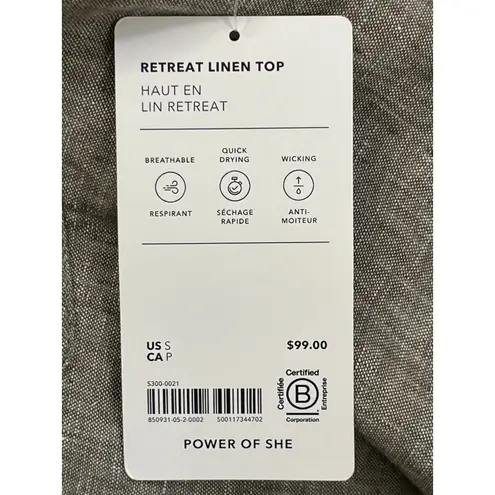 RETREAT LINEN TOP
HAUT EN
LIN RETREAT
BREATHABLE
QUICK
DRYING
WICKING
RESPIRANT
SÉCHAGE
RAPIDE
ANTI-
MOITEUR
US S
CA P
$99.00
S300-0021
850931-05-2-0002 500117344702
Certified
Certifiée
B
Entreprise
Corporation
POWER OF SHE